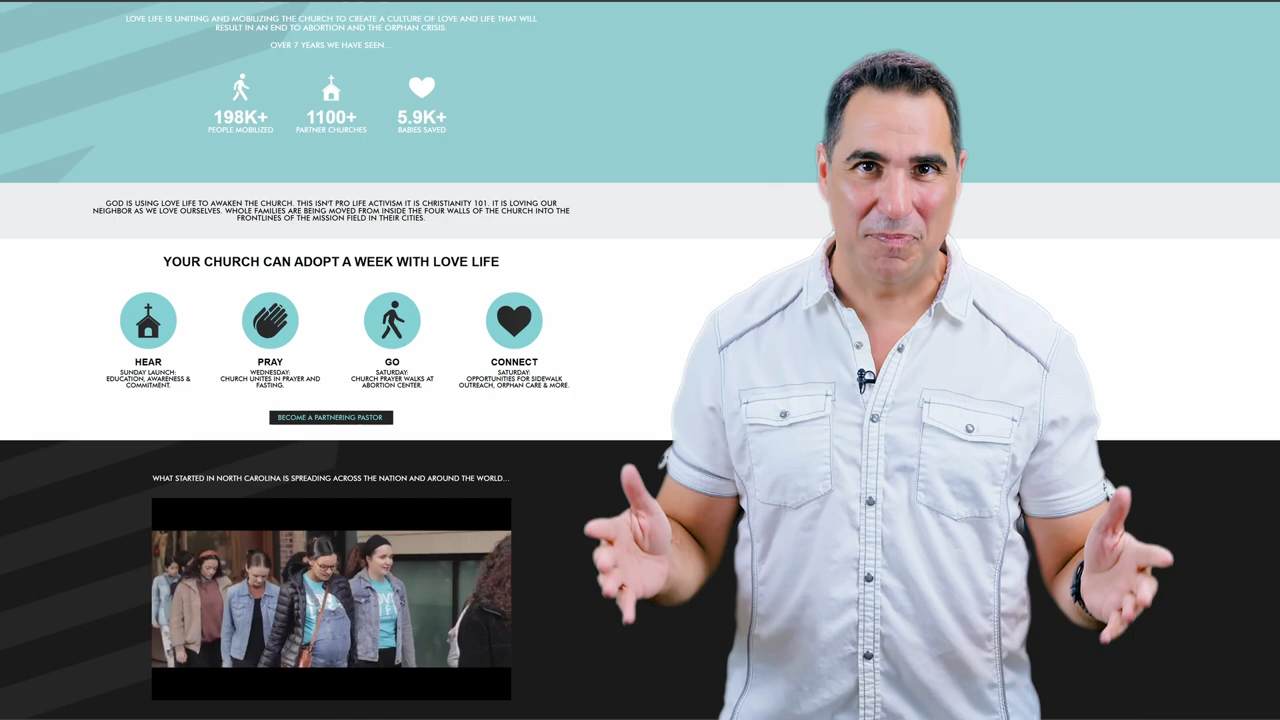 LOVE LIFE IS UNITING AND MOBILIZING THE CHURCH TO CREATE A CULTURE OF LOVE AND LIFE THAT WILL
RESULT IN AN END TO ABORTION AND THE ORPHAN CRISIS.
OVER 7 YEARS WE HAVE SEEN...
198K+ 1100+ 5.9K+
PEOPLE MOBILIZED PARTNER CHURCHES BABIES SAVED
GOD IS USING LOVE LIFE TO AWAKEN THE CHURCH. THIS ISN'T PRO LIFE ACTIVISM IT IS CHRISTIANITY 101. IT IS LOVING OUR
NEIGHBOR AS WE LOVE OURSELVES. WHOLE FAMILIES ARE BEING MOVED FROM INSIDE THE FOUR WALLS OF THE CHURCH INTO THE
FRONTLINES OF THE MISSION FIELD IN THEIR CITIES.
YOUR CHURCH CAN ADOPT A WEEK WITH LOVE LIFE
HEAR
SUNDAY LAUNCH:
EDUCATION, AWARENESS &
COMMITMENT.
PRAY
WEDNESDAY:
CHURCH UNITES IN PRAYER AND
FASTING.
GO
SATURDAY:
CHURCH PRAYER WALKS AT
ABORTION CENTER.
CONNECT
SATURDAY:
OPPORTUNITIES FOR SIDEWALK
OUTREACH, ORPHAN CARE & MORE.
BECOME A PARTNERING PASTOR
WHAT STARTED IN NORTH CAROLINA IS SPREADING ACROSS THE NATION AND AROUND THE WORLD...